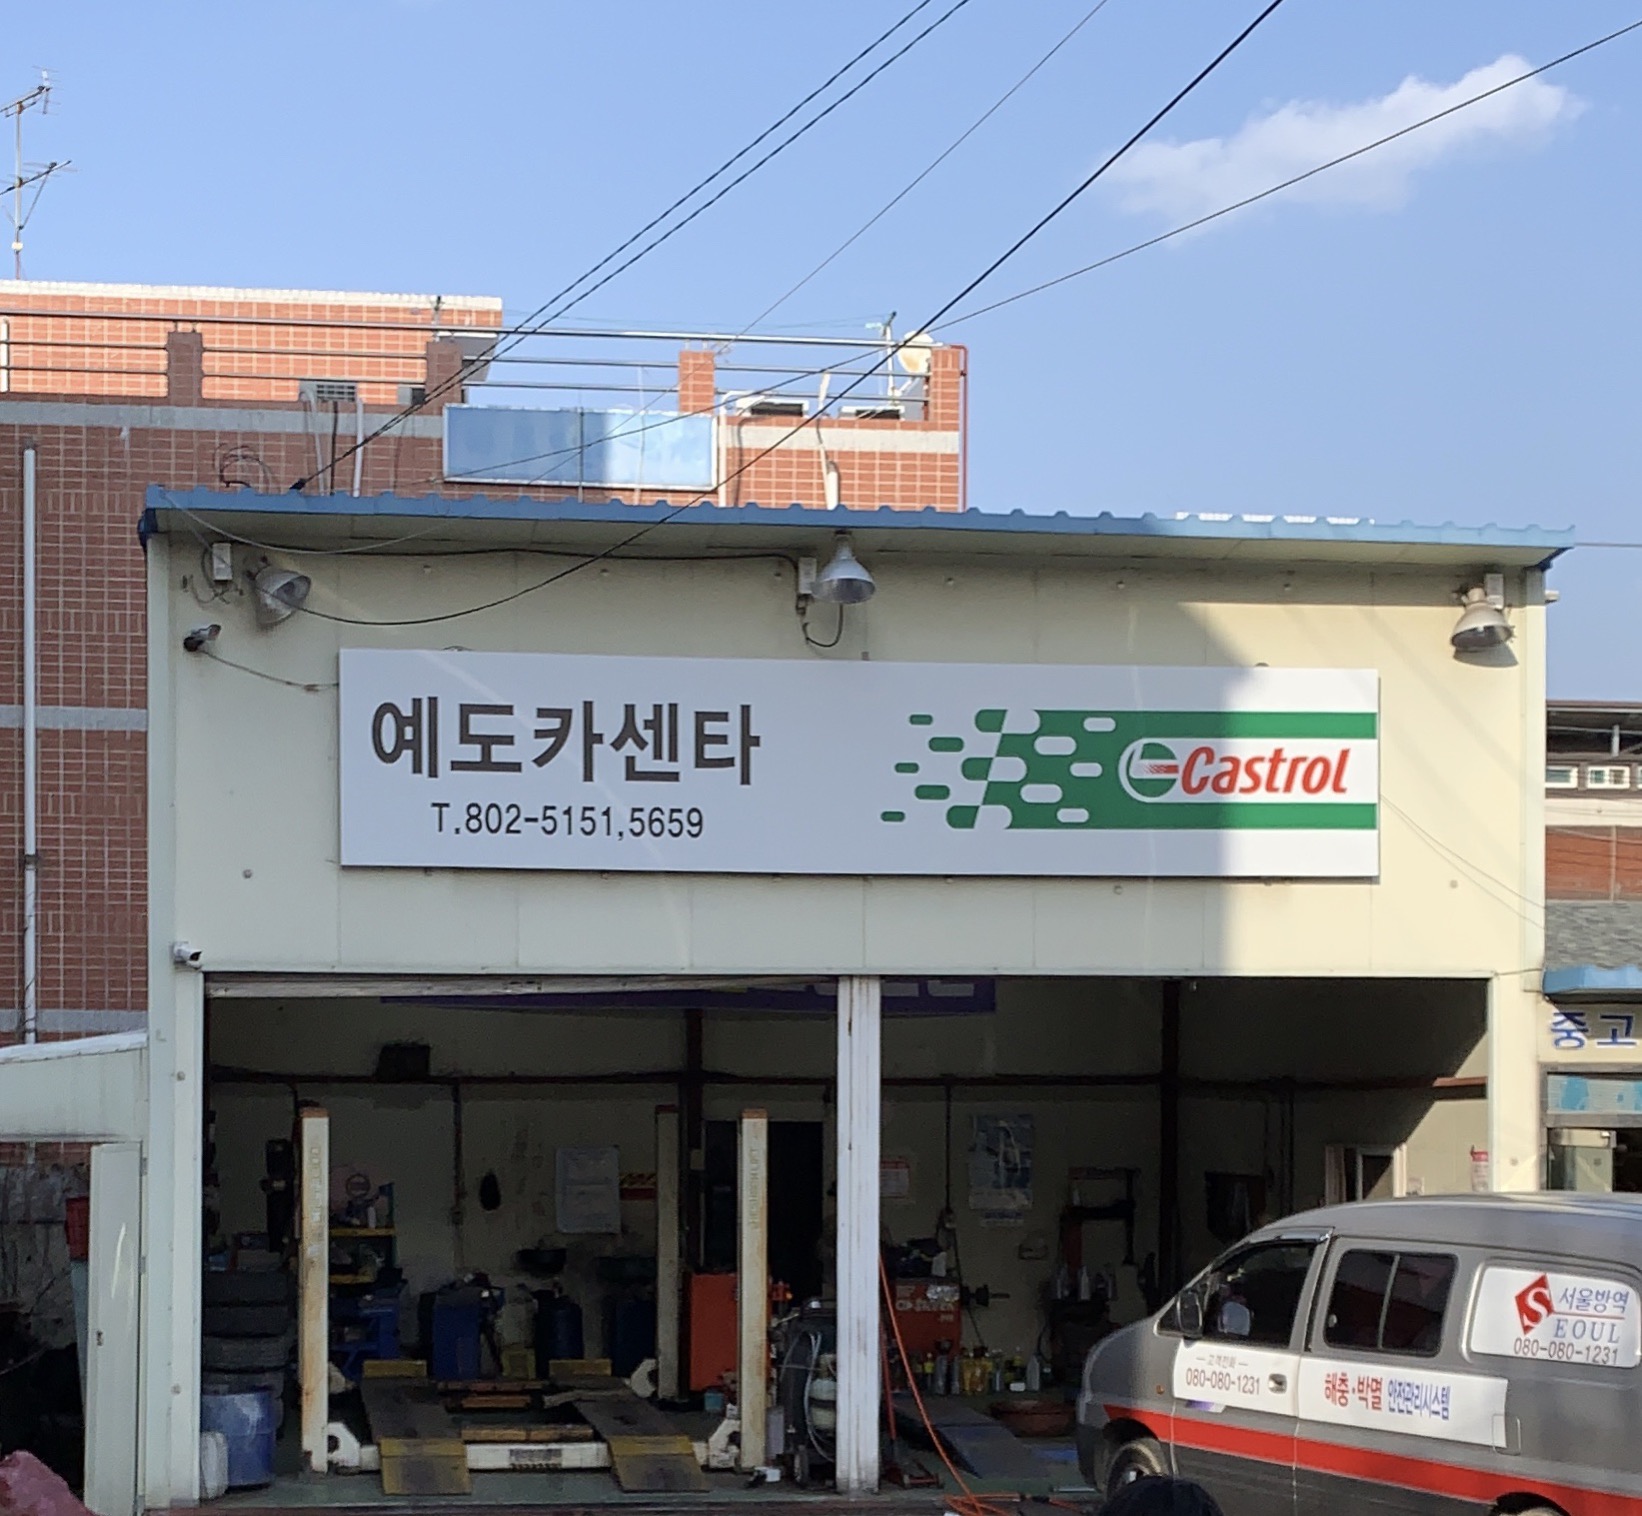 예도카센타
T.802-5151,5659
Castrol
중고
서울방역
S
EOUL
080-080-1231
고객전화
080-080-1231
해충·박멸 안전관리시스템